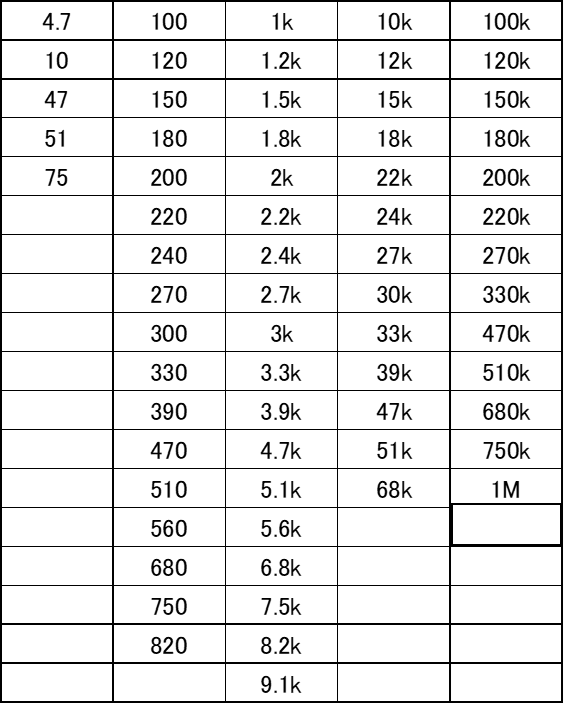 4.7 100 1k 10k 100k
10 120 1.2k 12k 120k
47 150 1.5k 15k 150k
51 180 1.8k 18k 180k
75 200 2k 22k 200k
220 2.2k 24k 220k
240 2.4k 27k 270k
270 2.7k 30k 330k
300 3k 33k 470k
330 3.3k 39k 510k
390 3.9k 47k 680k
470 4.7k 51k 750k
510 5.1k 68k 1M
560 5.6k
680 6.8k
750 7.5k
820 8.2k
9.1k